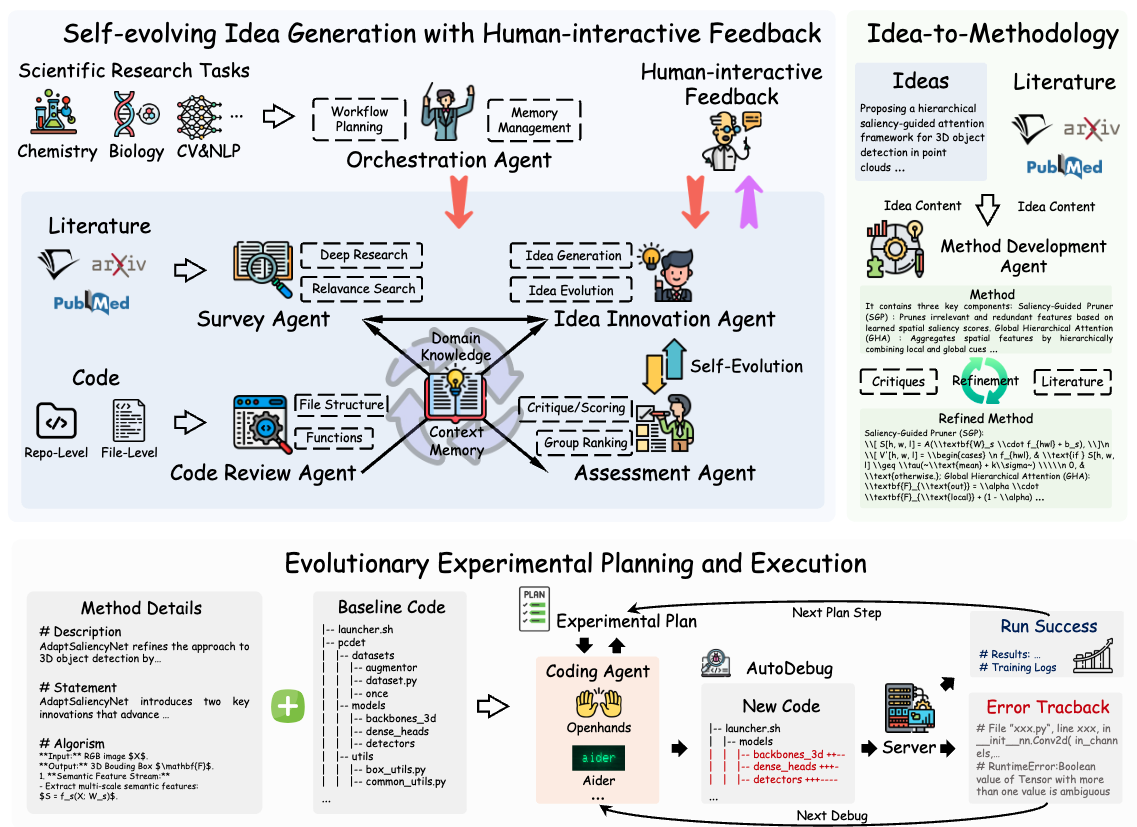 Self-evolving Idea Generation with Human-interactive Feedback
Scientific Research Tasks
Chemistry
Biology
CV&NLP
...
Workflow
Planning
Memory
Management
Orchestration Agent
Human-interactive
Feedback
Literature
arXiv
PubMed
Deep Research
Relavance Search
Survey Agent
Idea Generation
Idea Evolution
Idea Innovation Agent
Domain
Knowledge
Context
Memory
Self-Evolution
Code
Repo-Level
File-Level
File Structure
Functions
Code Review Agent
Critique/Scoring
Group Ranking
Assessment Agent
Idea-to-Methodology
Ideas
Proposing a hierarchical
saliency-guided attention
framework for 3D object
detection in point
clouds ...
Literature
arXiv
PubMed
Idea Content
Idea Content
Method Development
Agent
Method
It contains three key components: Saliency-Guided Pruner
(SGP) : Prunes irrelevant and redundant features based on
learned spatial saliency scores. Global Hierarchical Attention
(GHA) : Aggregates spatial features by hierarchically
combining local and global cues ...
Critiques
Refinement
Literature
Refined Method
Saliency-Guided Pruner (SGP):
\\[ S[h, w, l] = A(\\textbf{W}_s \\cdot f_{hwl} + b_s), \\]\n
\\[ V'[h, w, l] = \\begin{cases} \n f_{hwl}, & \\text{if } S[h, w,
l] \\geq \\tau(~\\text{mean} + k\\sigma~) \\\\\n 0, &
\\text{otherwise.}; Global Hierarchical Attention (GHA):
\\textbf{F}_{\\text{out}} = \\alpha \\cdot
\\textbf{F}_{\\text{local}} + (1 - \\alpha) ...
Evolutionary Experimental Planning and Execution
Method Details
# Description
AdaptSaliencyNet refines the approach to
3D object detection by...
# Statement
AdaptSaliencyNet introduces two key
innovations that advance ...
# Algorism
**Input:** RGB image $X$.
**Output:** 3D Bouding Box $\mathbf{F}$.
1. **Semantic Feature Stream:**
- Extract multi-scale semantic features:
$S = f_s(X; W_s)$.
Baseline Code
|-- launcher.sh
|-- pcdet
| |-- datasets
| | |-- augmentor
| | |-- dataset.py
| | |-- once
| |-- models
| | |-- backbones_3d
| | |-- dense_heads
| | |-- detectors
| |-- utils
| | |-- box_utils.py
| | |-- common_utils.py
...
PLAN
Experimental Plan
Coding Agent
Openhands
aider
Aider
...
AutoDebug
New Code
|-- launcher.sh
| |-- models
| | |-- backbones_3d ++--
| | |-- dense_heads +++-
| | |-- detectors +++----
...
Server
Next Plan Step
Next Debug
Run Success
# Results: ...
# Training Logs
Error Tracback
# File "xxx.py", line xxx, in
__init__nn.Conv2d( in_chann
els,...
# RuntimeError:Boolean
value of Tensor with more
than one value is ambiguous